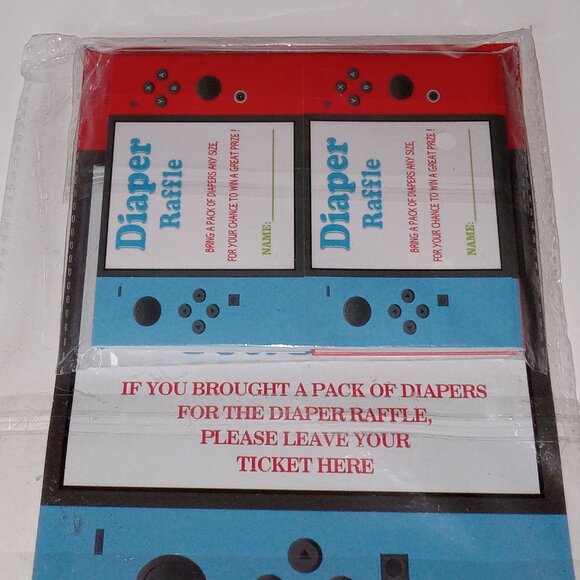 Diaper
Raffle
BRING A PACK OF DIAPERS ANY SIZE,
FOR YOUR CHANCE TO WIN A GREAT PRIZE!
NAME:
Diaper
Raffle
BRING A PACK OF DIAPERS ANY SIZE,
FOR YOUR CHANCE TO WIN A GREAT PRIZE!
NAME:
X A
Y B
X A
Y B
IF YOU BROUGHT A PACK OF DIAPERS
FOR THE DIAPER RAFFLE,
PLEASE LEAVE YOUR
TICKET HERE